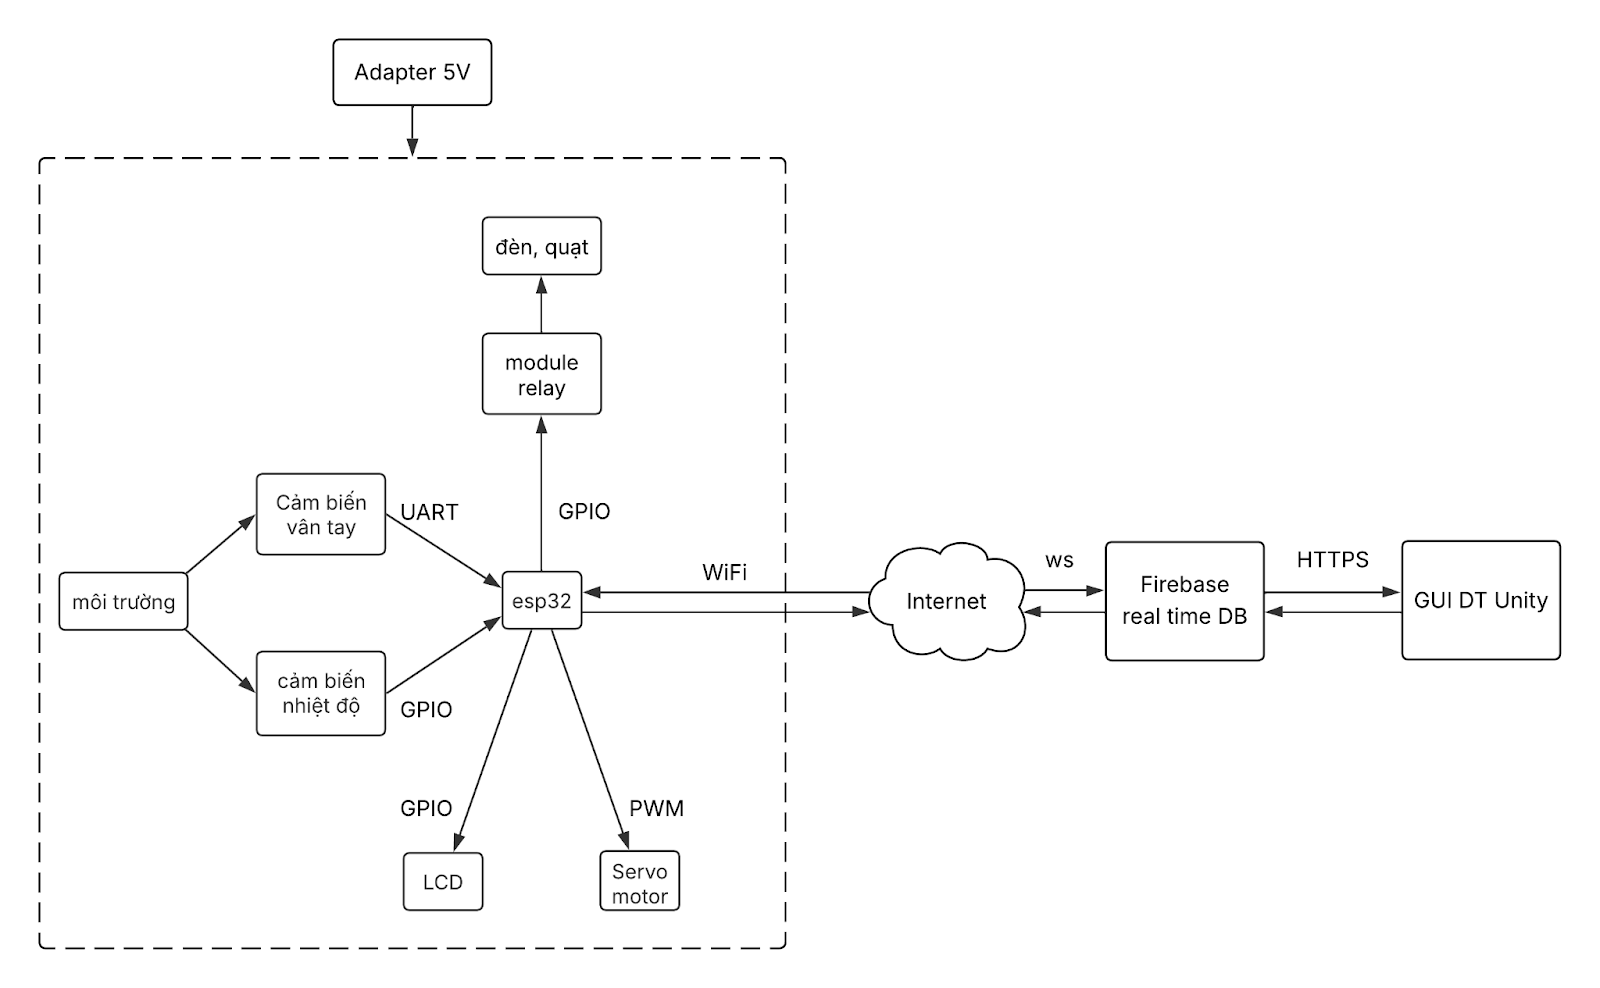 Adapter 5V
đèn, quạt
module
relay
Cảm biến
vân tay
UART
GPIO
môi trường
esp32
WiFi
Internet
ws
Firebase
real time DB
HTTPS
GUI DT Unity
cảm biến
nhiệt độ
GPIO
GPIO
PWM
LCD
Servo
motor